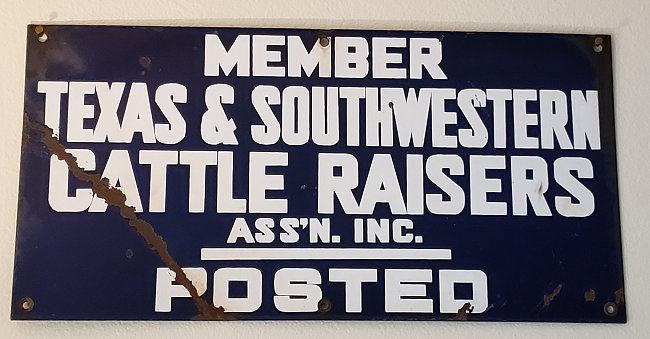 MEMBER
TEXAS & SOUTHWESTERN
CATTLE RAISERS
ASS'N. INC.
POSTED